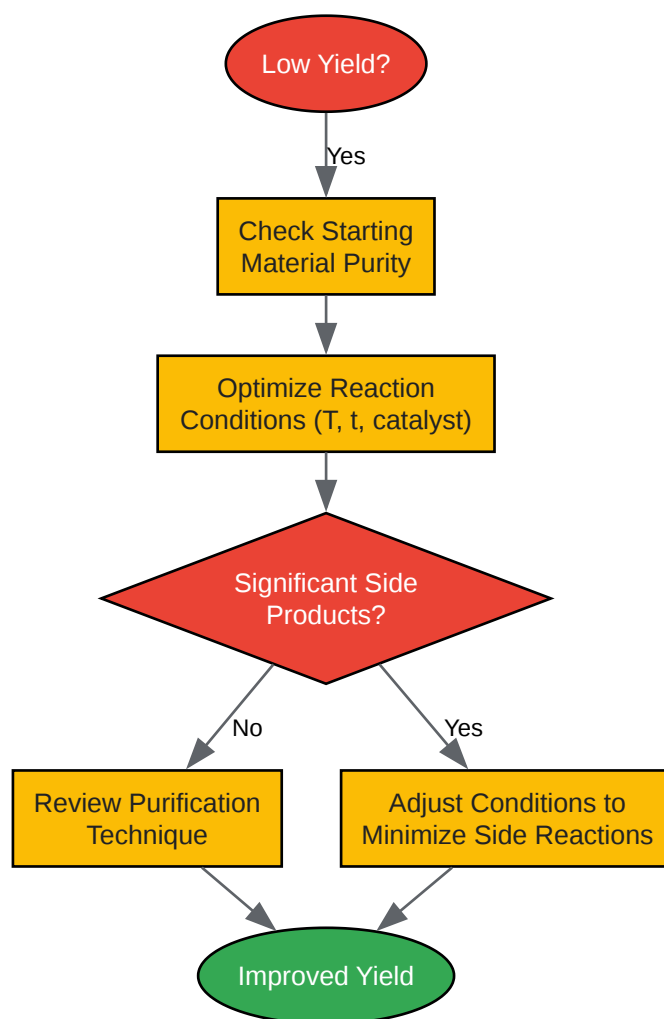 Low Yield?
Yes
Check Starting
Material Purity
Optimize Reaction
Conditions (T, t, catalyst)
Significant Side
Products?
No
Yes
Review Purification
Technique
Adjust Conditions to
Minimize Side Reactions
Improved Yield